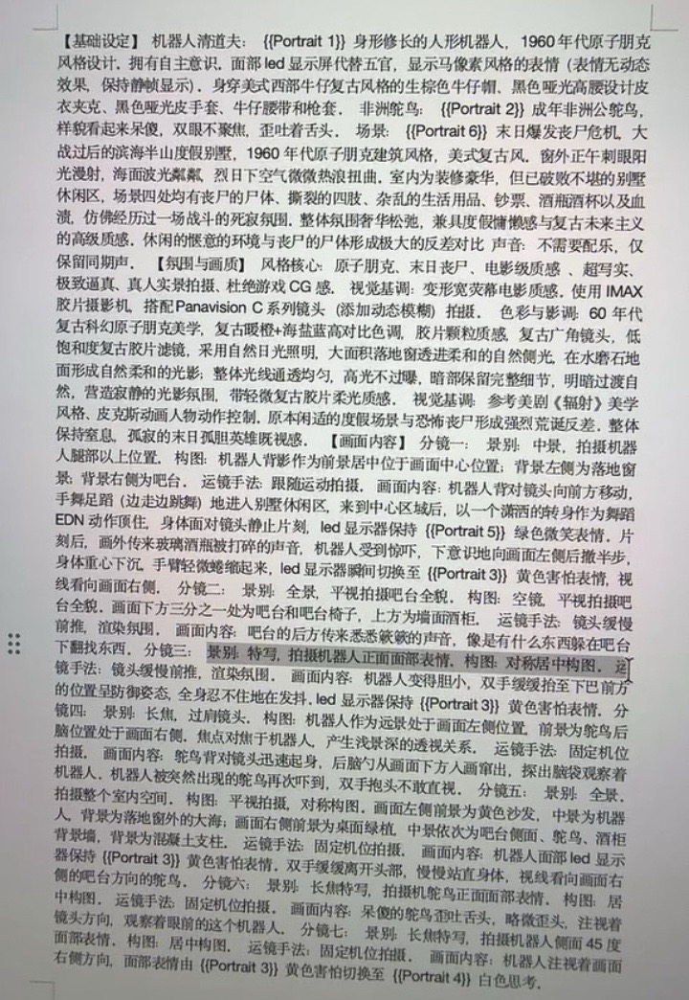 【基础设定】 机器人清道夫： {{Portrait 1}} 身形修长的人形机器人，1960 年代原子朋克
风格设计．拥有自主意识．面部 led 显示屏代替五官，显示马像素风格的表情（表情无动态
效果，保持静帧显示）．身穿美式西部牛仔复古风格的生棕色牛仔帽、黑色哑光高腰设计皮
衣夹克、黑色哑光皮手套、牛仔腰带和枪套． 非洲鸵鸟： {{Portrait 2}} 成年非洲公鸵鸟，
样貌看起来呆傻，双眼不聚焦，歪吐着舌头． 场景： {{Portrait 6}} 末日爆发丧尸危机，大
战过后的滨海半山度假别墅，1960 年代原子朋克建筑风格，美式复古风．窗外正午刺眼阳
光漫射，海面波光粼粼，烈日下空气微微热浪扭曲．室内为装修豪华，但已破败不堪的别墅
休闲区，场景四处均有丧尸的尸体、撕裂的四肢、杂乱的生活用品、钞票、酒瓶酒杯以及血
渍，仿佛经历过一场战斗的死寂氛围．整体氛围奢华松弛，兼具度假慵懒感与复古未来主义
的高级质感．休闲的惬意的环境与丧尸的尸体形成极大的反差对比 声音：不需要配乐，仅
保留同期声． 【氛围与画质】 风格核心：原子朋克、末日丧尸、电影级质感 、超写实、
极致逼真、真人实景拍摄、杜绝游戏 CG 感． 视觉基调：变形宽荧幕电影质感．使用 IMAX
胶片摄影机，搭配 Panavision C 系列镜头（添加动态模糊）拍摄． 色彩与影调：60 年代
复古科幻原子朋克美学，复古暖橙+海盐蓝高对比色调，胶片颗粒质感，复古广角镜头，低
饱和度复古胶片滤镜，采用自然日光照明，大面积落地窗透进柔和的自然侧光，在水磨石地
面形成自然柔和的光影；整体光线通透均匀，高光不过曝，暗部保留完整细节，明暗过渡自
然，营造寂静的光影氛围，带轻微复古胶片柔光质感． 视觉基调：参考美剧《辐射》美学
风格、皮克斯动画人物动作控制．原本闲适的度假场景与恐怖丧尸形成强烈荒诞反差．整体
保持窒息，孤寂的末日孤胆英雄既视感． 【画面内容】 分镜一： 景别：中景，拍摄机器
人腿部以上位置． 构图：机器人背影作为前景居中位于画面中心位置；背景左侧为落地窗
景；背景右侧为吧台． 运镜手法：跟随运动拍摄． 画面内容：机器人背对镜头向前方移动，
手舞足蹈（边走边跳舞）地进入别墅休闲区，来到中心区域后，以一个潇洒的转身作为舞蹈
EDN 动作顶住，身体面对镜头静止片刻，led 显示器保持 {{Portrait 5}} 绿色微笑表情．片
刻后，画外传来玻璃酒瓶被打碎的声音，机器人受到惊吓，下意识地向画面左侧后撤半步，
身体重心下沉，手臂轻微蜷缩起来，led 显示器瞬间切换至 {{Portrait 3}} 黄色害怕表情，视
线看向画面右侧． 分镜二： 景别：全景，平视拍摄吧台全貌． 构图：空镜，平视拍摄吧
台全貌．画面下方三分之一处为吧台和吧台椅子，上方为墙面酒柜． 运镜手法：镜头缓慢
前推，渲染氛围． 画面内容：吧台的后方传来悉悉簌簌的声音，像是有什么东西躲在吧台
下翻找东西．分镜三： 景别：特写，拍摄机器人正面面部表情．构图：对称居中构图． 运
镜手法：镜头缓慢前推，渲染氛围． 画面内容：机器人变得胆小，双手缓缓抬至下巴前方
的位置呈防御姿态，全身忍不住地在发抖．led 显示器保持 {{Portrait 3}} 黄色害怕表情．分
镜四： 景别：长焦，过肩镜头． 构图：机器人作为远景处于画面左侧位置，前景为鸵鸟后
脑位置处于画面右侧．焦点对焦于机器人，产生浅景深的透视关系． 运镜手法：固定机位
拍摄． 画面内容：鸵鸟背对镜头迅速起身，后脑勺从画面下方入画窜出，探出脑袋观察着
机器人．机器人被突然出现的鸵鸟再次吓到，双手抱头不敢直视． 分镜五： 景别：全景．
拍摄整个室内空间． 构图：平视拍摄，对称构图．画面左侧前景为黄色沙发，中景为机器
人，背景为落地窗外的大海；画面右侧前景为桌面绿植，中景依次为吧台侧面、鸵鸟、酒柜
背景墙，背景为混凝土支柱． 运镜手法：固定机位拍摄． 画面内容：机器人面部 led 显示
器保持 {{Portrait 3}} 黄色害怕表情．双手缓缓离开头部，慢慢站直身体，视线看向画面右
侧的吧台方向的鸵鸟． 分镜六： 景别：长焦特写，拍摄机鸵鸟正面面部表情． 构图：居
中构图． 运镜手法：固定机位拍摄． 画面内容：呆傻的鸵鸟歪吐舌头，略微歪头，注视着
镜头方向，观察着眼前的这个机器人． 分镜七： 景别：长焦特写，拍摄机器人侧面 45 度
面部表情．构图：居中构图． 运镜手法：固定机位拍摄． 画面内容：机器人注视着画面
右侧方向，面部表情由 {{Portrait 3}} 黄色害怕切换至 {{Portrait 4}} 白色思考．